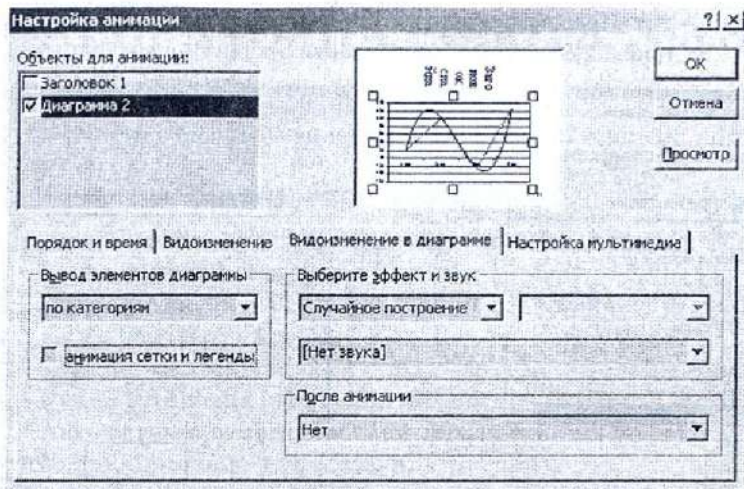 Настройка анимации
Объекты для анимации:
Заголовок 1
Диаграмма 2
OK
Отмена
Просмотр
Порядок и время
Видоизменение
Видоизменение в диаграмме
Настройка мультимедиа
Вывод элементов диаграммы
по категориям
анимация сетки и легенды
Выберите эффект и звук
Случайное построение
[Нет звука]
После анимации
Нет